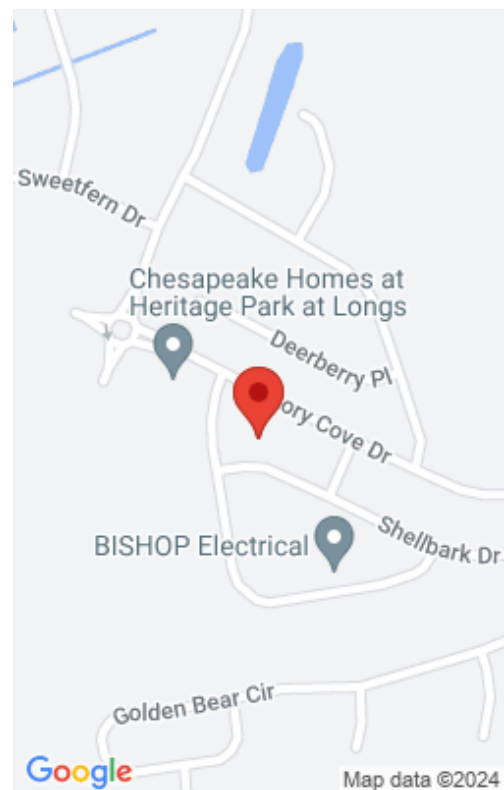 Sweetfern Dr
Chesapeake Homes at
Heritage Park at Longs
Deerberry Pl
ory Cove Dr
Shellbark Dr
BISHOP Electrical
Golden Bear Cir
Google
Map data ©2024